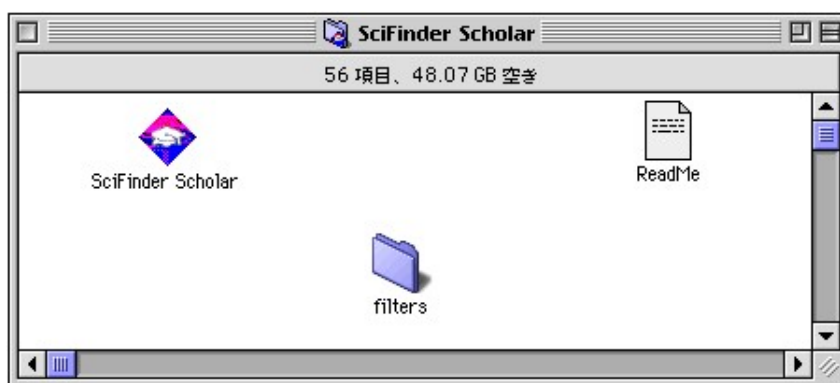 SciFinder Scholar
56 項目、48.07 GB 空き
SciFinder Scholar
ReadMe
filters